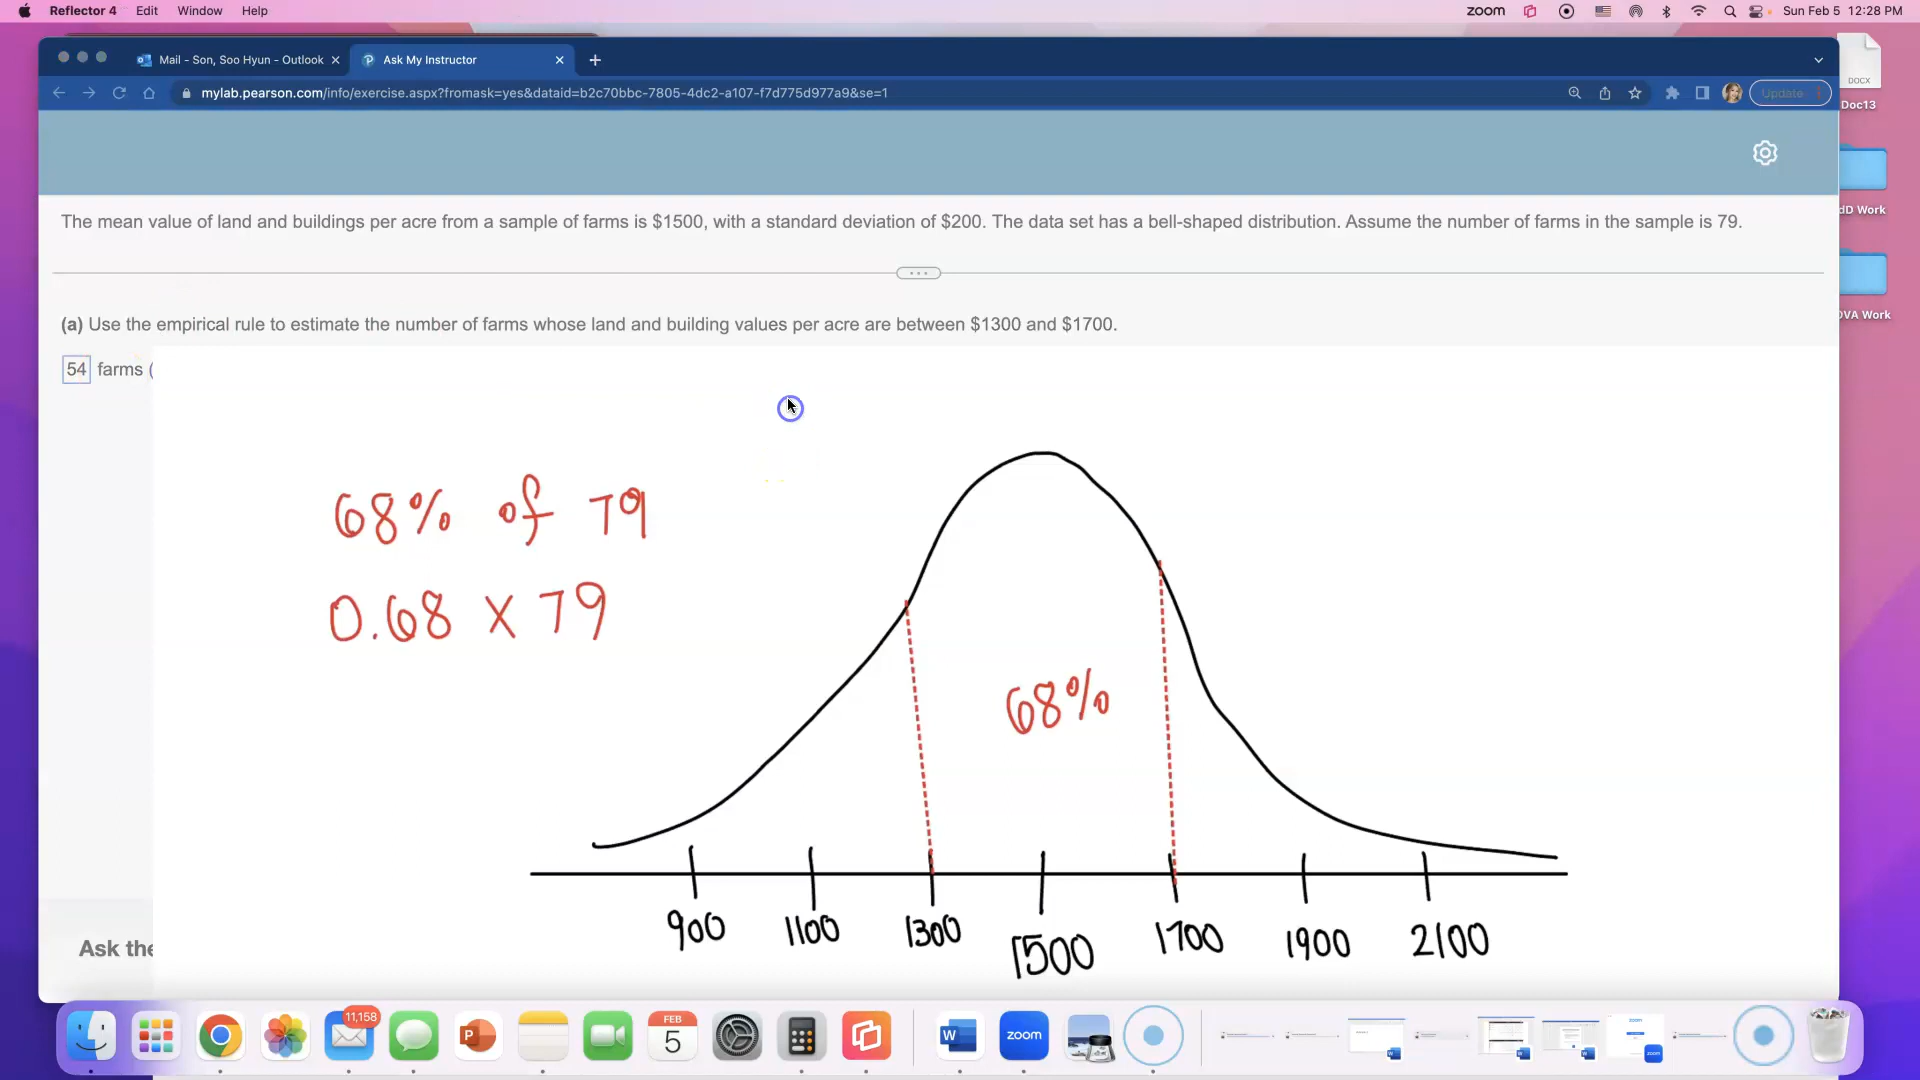 Reflector 4 Edit Window Help zoom Sun Feb 5 12:28 PM
Mail - Son, Soo Hyun - Outlook Ask My Instructor
mylab.pearson.com/info/exercise.aspx?fromask=yes&dataid=b2c70bbc-7805-4dc2-a107-f7d775d977a9&se=1 Update
DOCX
Doc13
dD Work
OVA Work
The mean value of land and buildings per acre from a sample of farms is $1500, with a standard deviation of $200. The data set has a bell-shaped distribution. Assume the number of farms in the sample is 79.
(a) Use the empirical rule to estimate the number of farms whose land and building values per acre are between $1300 and $1700.
54 farms (
68% of 79
0.68 x 79
68%
900 1100 1300 1500 1700 1900 2100
Ask the
11,158
FEB
5
zoom